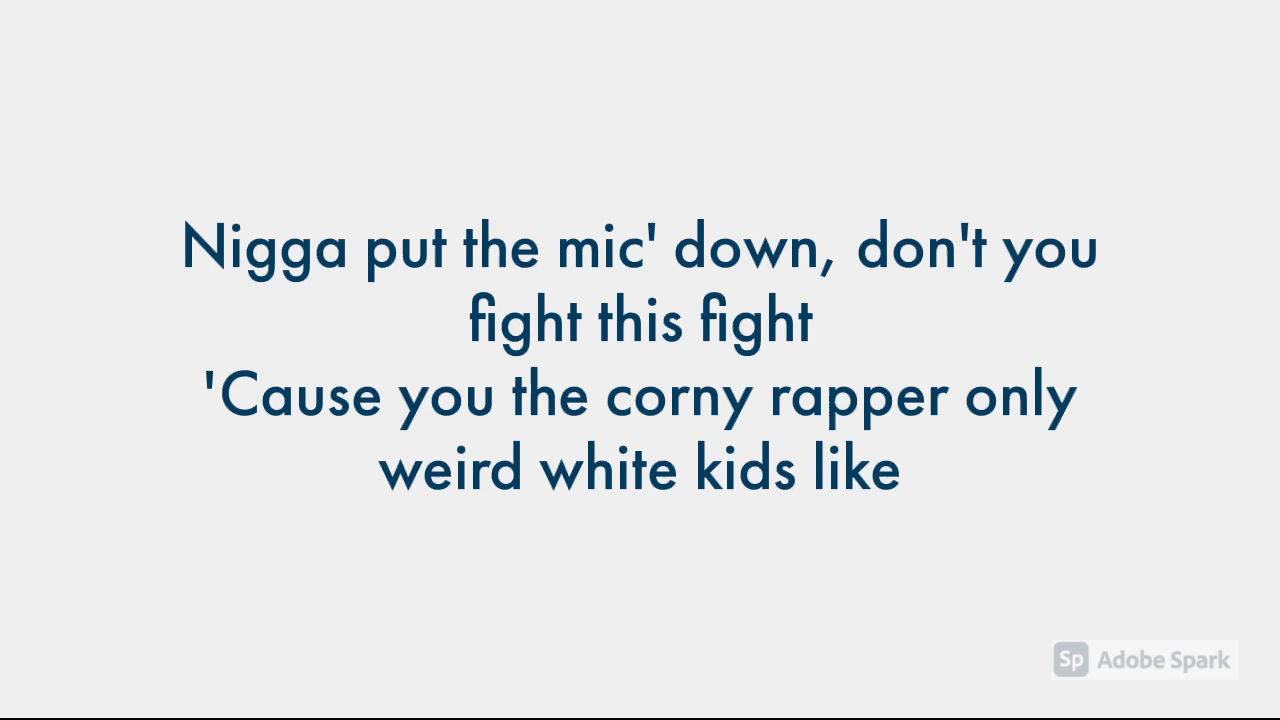 Nigga put the mic' down, don't you
fight this fight
'Cause you the corny rapper only
weird white kids like
Sp Adobe Spark